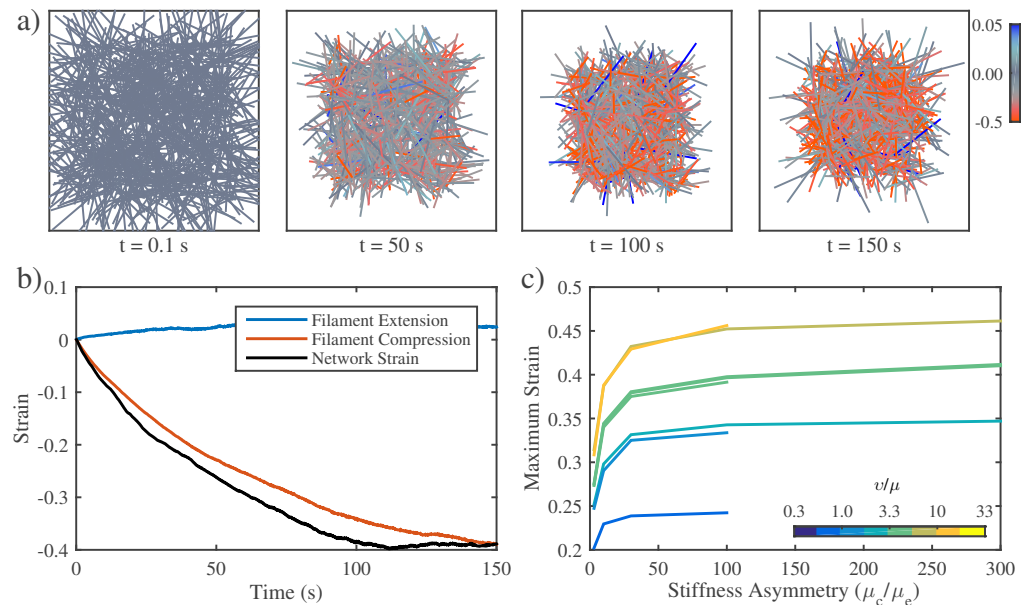 a)
0.05
0.00
-0.5
t = 0.1 s
t = 50 s
t = 100 s
t = 150 s
b)
0.1
0
-0.1
-0.2
-0.3
-0.4
Strain
Filament Extension
Filament Compression
Network Strain
0
50
100
150
Time (s)
c)
0.5
0.45
0.4
0.35
0.3
0.25
0.2
Maximum Strain
υ/μ
0.3
1.0
3.3
10
33
0
50
100
150
200
250
300
Stiffness Asymmetry (μ_c/μ_e)